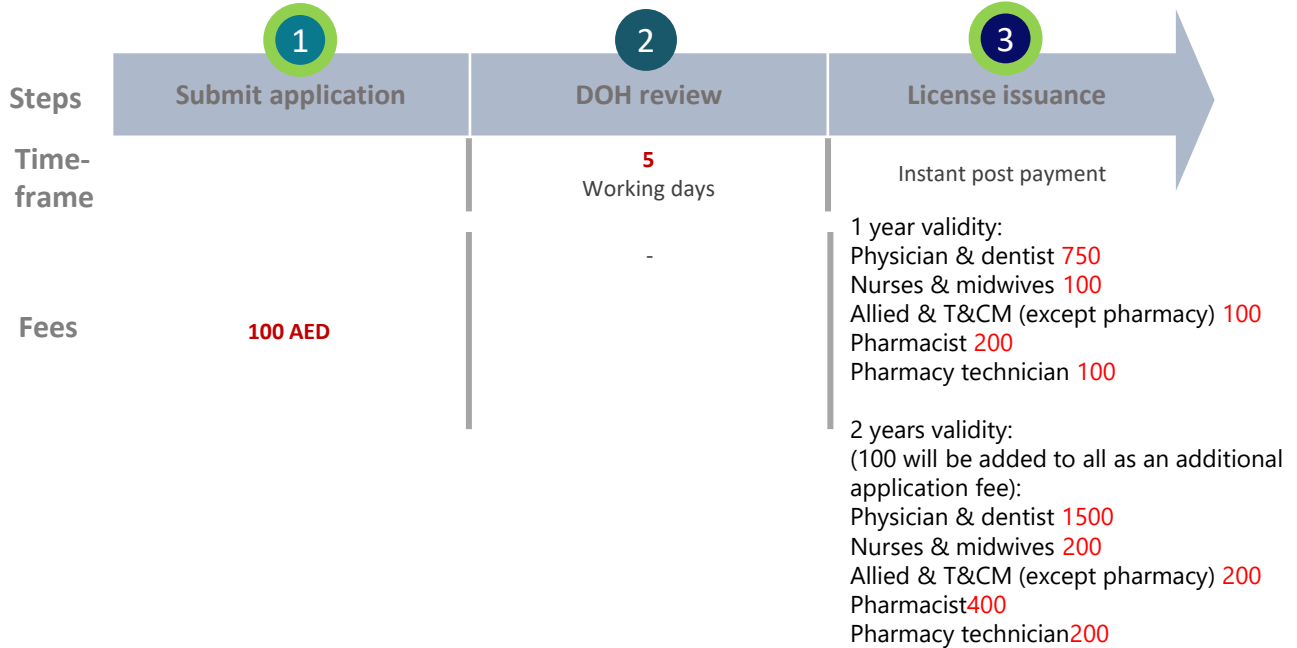 1
2
3
Steps
Submit application
DOH review
License issuance
Time-
frame
5
Working days
Instant post payment
Fees
100 AED
-
1 year validity:
Physician & dentist 750
Nurses & midwives 100
Allied & T&CM (except pharmacy) 100
Pharmacist 200
Pharmacy technician 100
2 years validity:
(100 will be added to all as an additional
application fee):
Physician & dentist 1500
Nurses & midwives 200
Allied & T&CM (except pharmacy) 200
Pharmacist400
Pharmacy technician200